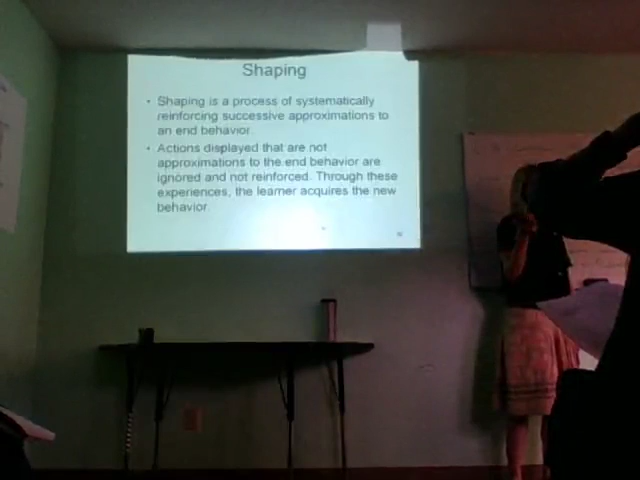 Shaping
• Shaping is a process of systematically
reinforcing successive approximations to
an end behavior.
• Actions displayed that are not
approximations to the end behavior are
ignored and not reinforced. Through these
experiences, the learner acquires the new
behavior.